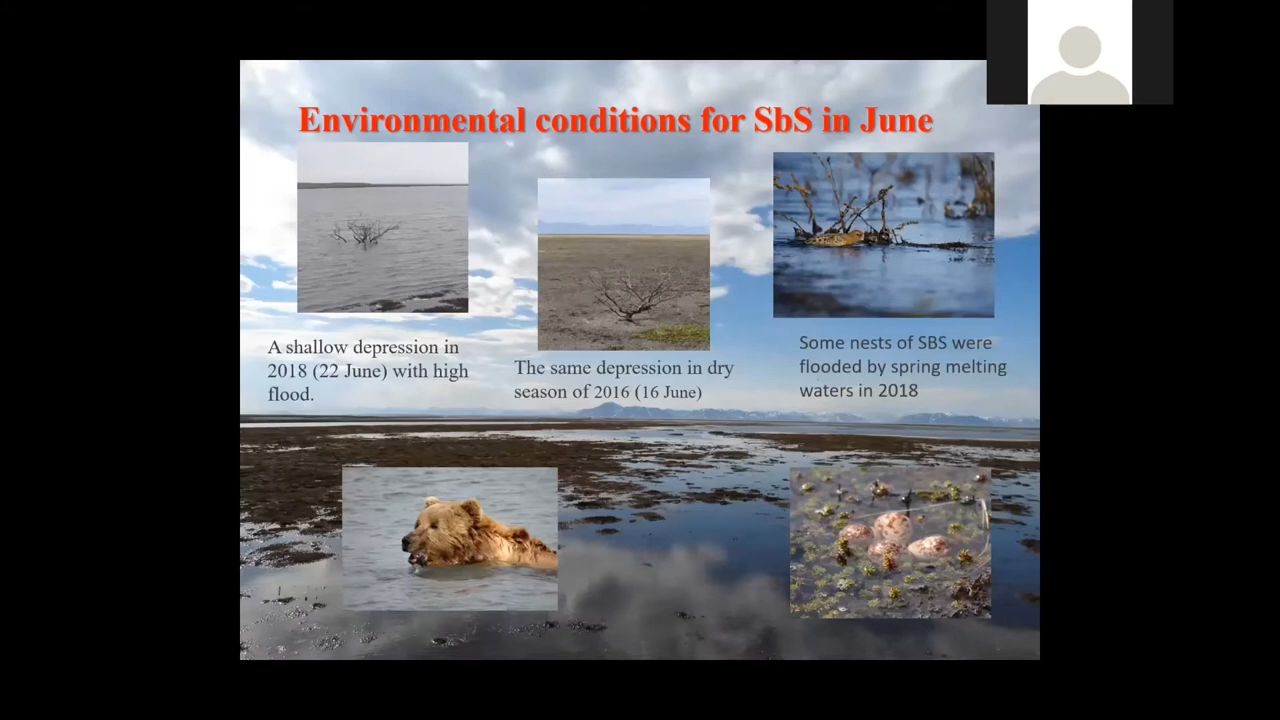 Environmental conditions for SbS in June
A shallow depression in
2018 (22 June) with high
flood.
The same depression in dry
season of 2016 (16 June)
Some nests of SBS were
flooded by spring melting
waters in 2018